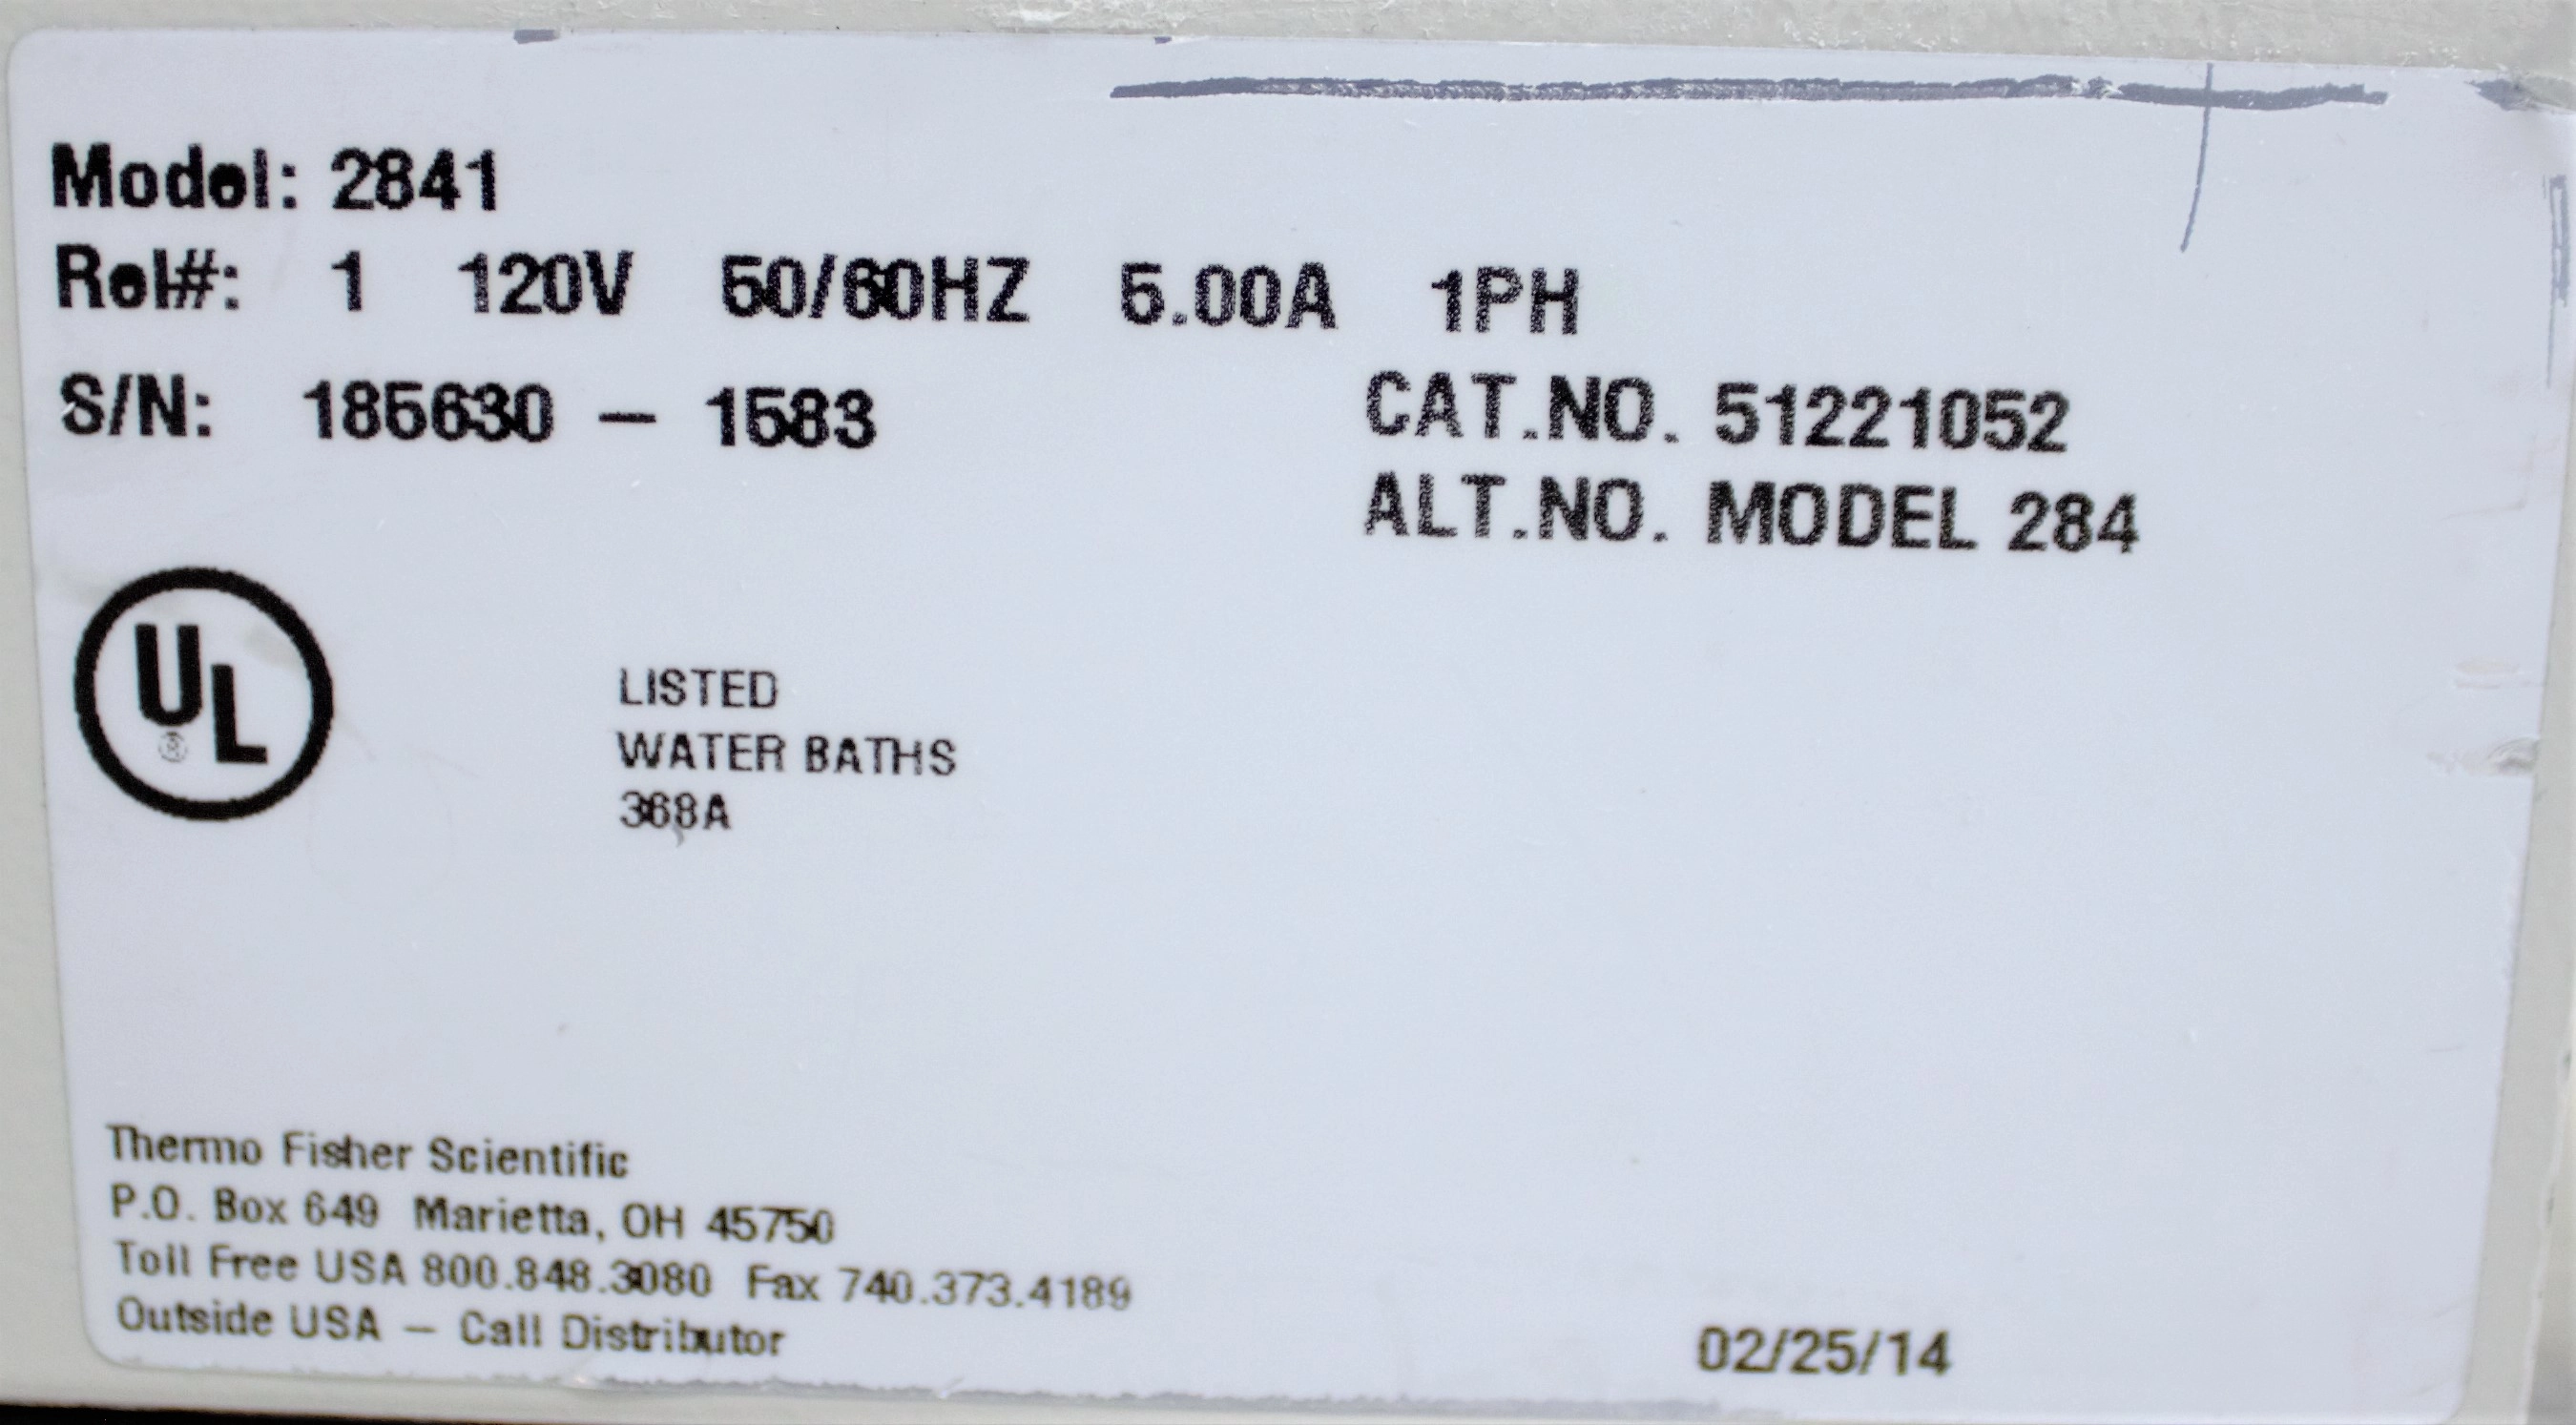 Model: 2841
Rel#: 1 120V 50/60HZ 5.00A 1PH
S/N: 185630 – 1583
CAT.NO. 51221052
ALT.NO. MODEL 284
UL
LISTED
WATER BATHS
368A
Thermo Fisher Scientific
P.O. Box 649 Marietta, OH 45750
Toll Free USA 800.848.3080 Fax 740.373.4189
Outside USA – Call Distributor
02/25/14